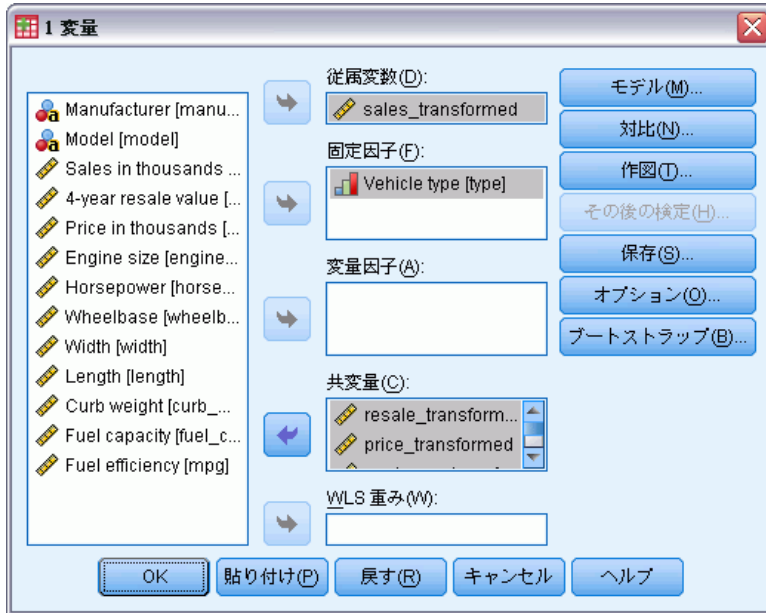 1 変量
Manufacturer [manu...
Model [model]
Sales in thousands ...
4-year resale value [...
Price in thousands [...
Engine size [engine...
Horsepower [horse...
Wheelbase [wheelb...
Width [width]
Length [length]
Curb weight [curb_...
Fuel capacity [fuel_c...
Fuel efficiency [mpg]
従属変数(D):
sales_transformed
固定因子(F):
Vehicle type [type]
変量因子(A):
共変量(C):
resale_transform...
price_transformed
WLS 重み(W):
モデル(M)...
対比(N)...
作図(T)...
その後の検定(H)...
保存(S)...
オプション(O)...
ブートストラップ(B)...
OK
貼り付け(P)
戻す(R)
キャンセル
ヘルプ